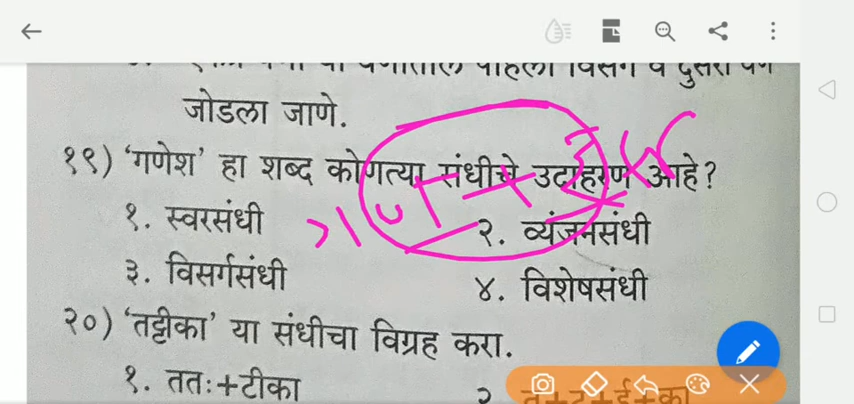 जोडला जाणे.
१९) 'गणेश' हा शब्द कोणत्या संधीचे उदाहरण आहे?
१. स्वरसंधी २. व्यंजनसंधी
३. विसर्गसंधी ४. विशेषसंधी
२०) 'तट्टीका' या संधीचा विग्रह करा.
१. ततः+टीका २. त+ट+ई+का